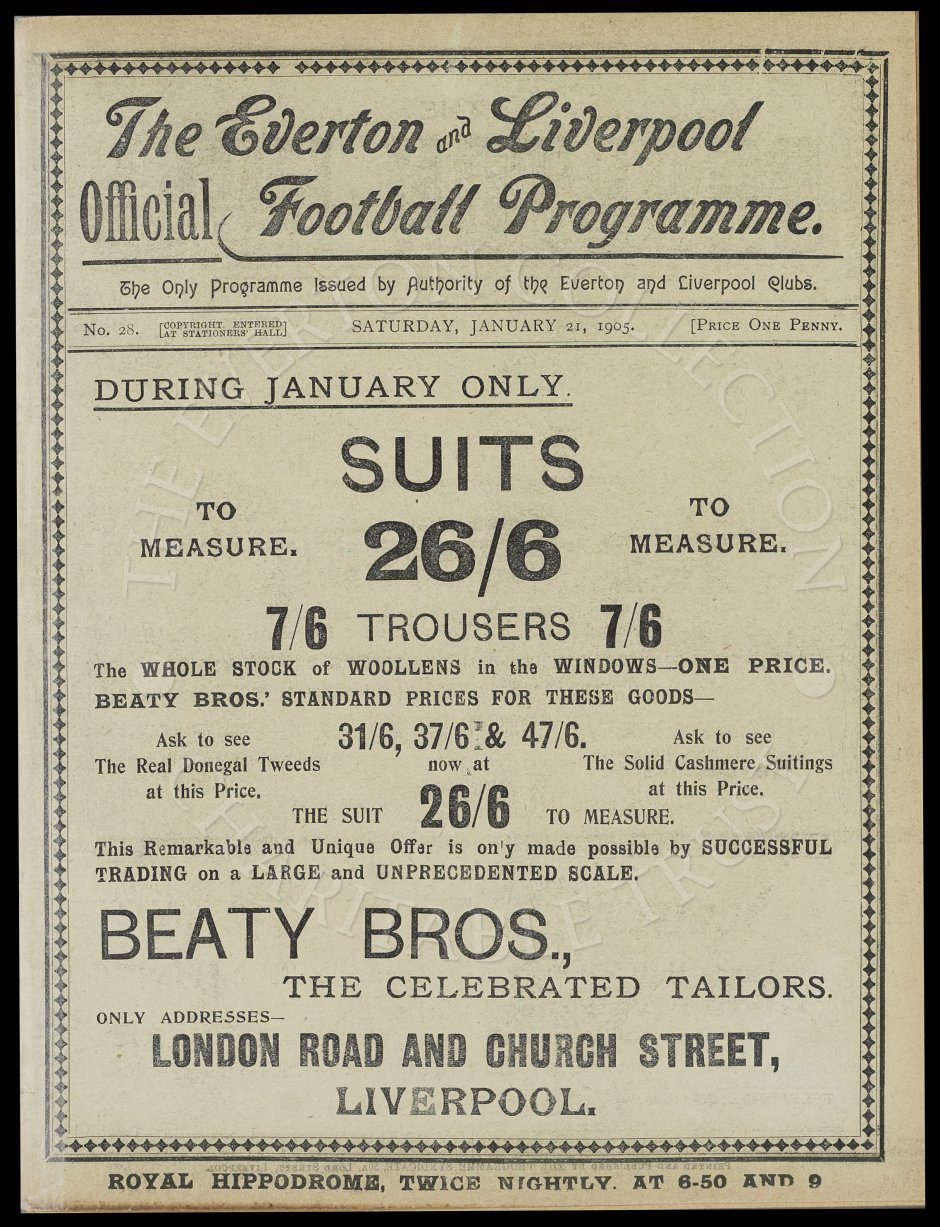 The Everton and Liverpool
Official Football Programme.
The Only Programme Issued by Authority of the Everton and Liverpool Clubs.
No. 28. [COPYRIGHT. ENTERED AT STATIONERS' HALL] SATURDAY, JANUARY 21, 1905. [PRICE ONE PENNY.
DURING JANUARY ONLY.
SUITS
TO MEASURE. 26/6 TO MEASURE.
7/6 TROUSERS 7/6
The WHOLE STOCK of WOOLLENS in the WINDOWS—ONE PRICE.
BEATY BROS.' STANDARD PRICES FOR THESE GOODS—
31/6, 37/6 & 47/6.
Ask to see
The Real Donegal Tweeds
at this Price.
now at
Ask to see
The Solid Cashmere Suitings
at this Price.
THE SUIT 26/6 TO MEASURE.
This Remarkable and Unique Offer is on'y made possible by SUCCESSFUL
TRADING on a LARGE and UNPRECEDENTED SCALE.
BEATY BROS.,
THE CELEBRATED TAILORS.
ONLY ADDRESSES—
LONDON ROAD AND CHURCH STREET,
LIVERPOOL.
ROYAL HIPPODROME, TWICE NIGHTLY. AT 6-50 AND 9
THE EVERTON COLLECTION
CHARITABLE TRUST